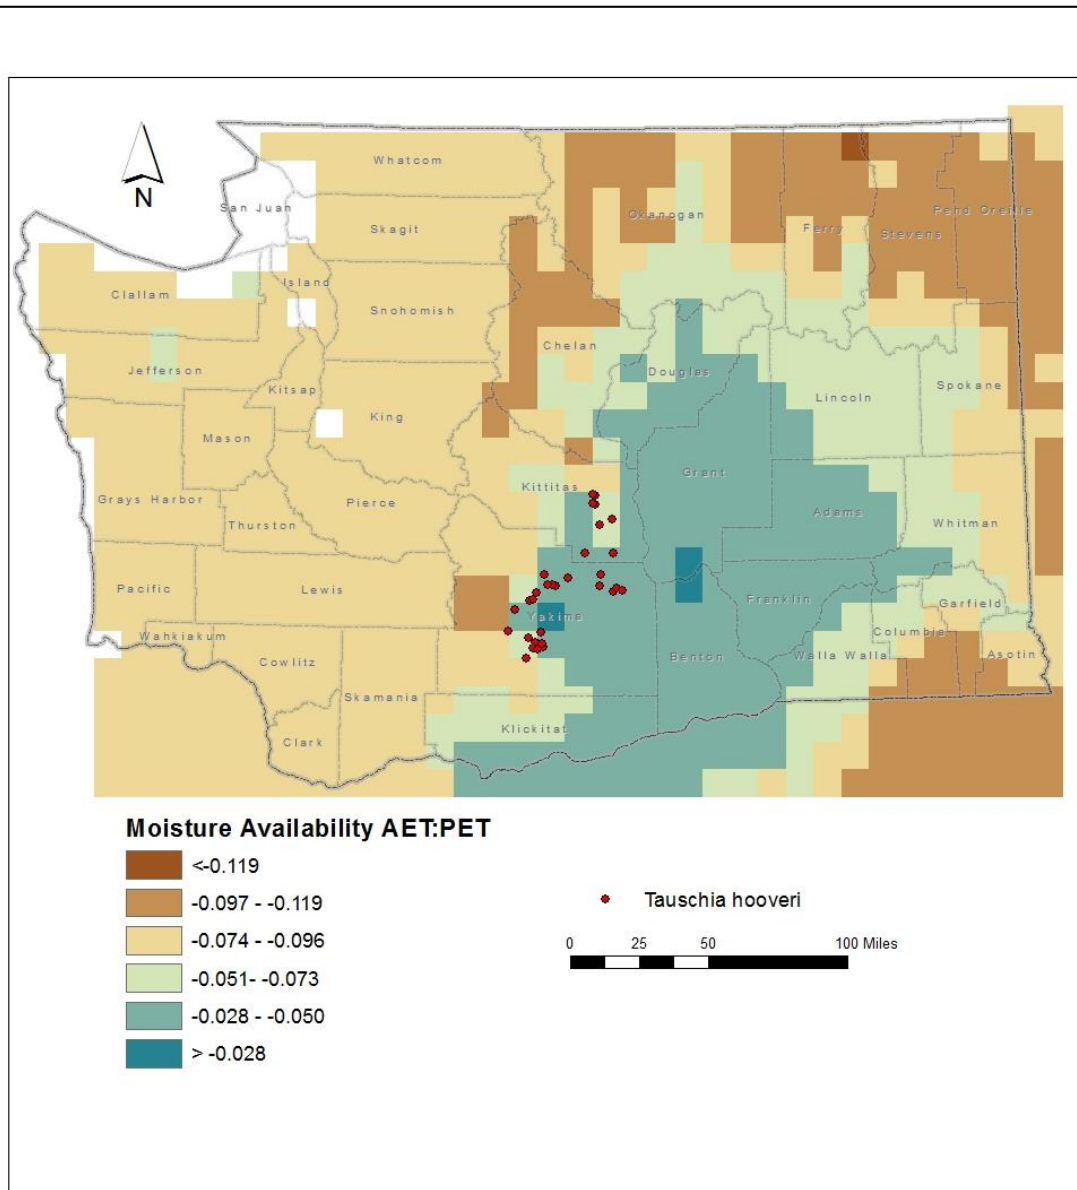 Whatcom
N
San Juan
Okanogan
Pend Oreille
Skagit
Ferry
Stevens
Island
Clallam
Snohomish
Chelan
Jefferson
Douglas
Spokane
Kitsap
Lincoln
King
Mason
Grant
Kittitas
Grays Harbor
Pierce
Adams
Thurston
Whitman
Pacific
Lewis
Franklin
Garfield
Yakima
Wahkiakum
Columbia
Cowlitz
Benton
Walla Walla
Asotin
Skamania
Klickitat
Clark
Moisture Availability AET:PET
<-0.119
-0.097 - -0.119
-0.074 - -0.096
-0.051- -0.073
-0.028 - -0.050
> -0.028
Tauschia hooveri
0 25 50 100 Miles